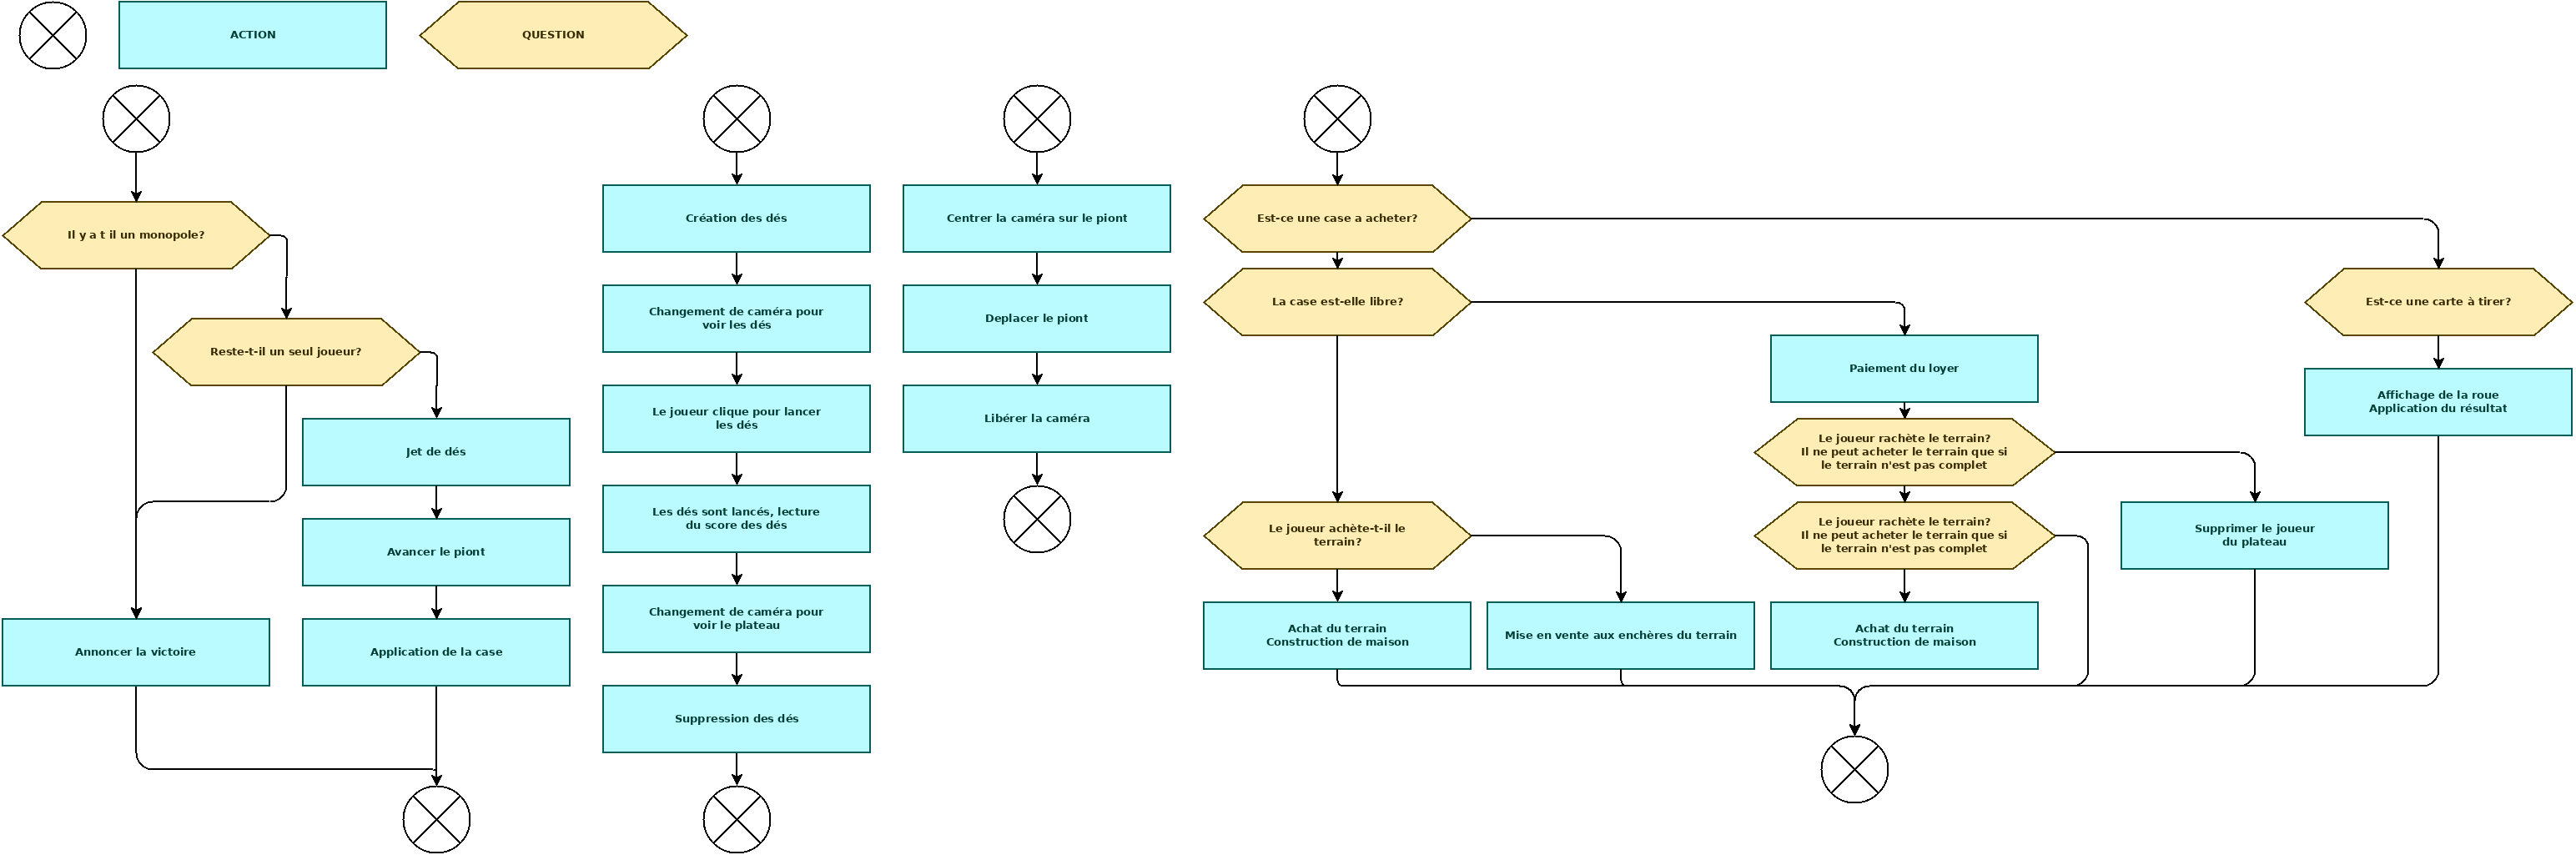 ACTION
QUESTION
Il y a t il un monopole?
Reste-t-il un seul joueur?
Jet de dés
Avancer le piont
Annoncer la victoire
Application de la case
Création des dés
Changement de caméra pour
voir les dés
Le joueur clique pour lancer
les dés
Les dés sont lancés, lecture
du score des dés
Changement de caméra pour
voir le plateau
Suppression des dés
Centrer la caméra sur le piont
Deplacer le piont
Libérer la caméra
Est-ce une case a acheter?
La case est-elle libre?
Le joueur achète-t-il le
terrain?
Achat du terrain
Construction de maison
Mise en vente aux enchères du terrain
Paiement du loyer
Le joueur rachète le terrain?
Il ne peut acheter le terrain que si
le terrain n'est pas complet
Le joueur rachète le terrain?
Il ne peut acheter le terrain que si
le terrain n'est pas complet
Achat du terrain
Construction de maison
Supprimer le joueur
du plateau
Est-ce une carte à tirer?
Affichage de la roue
Application du résultat